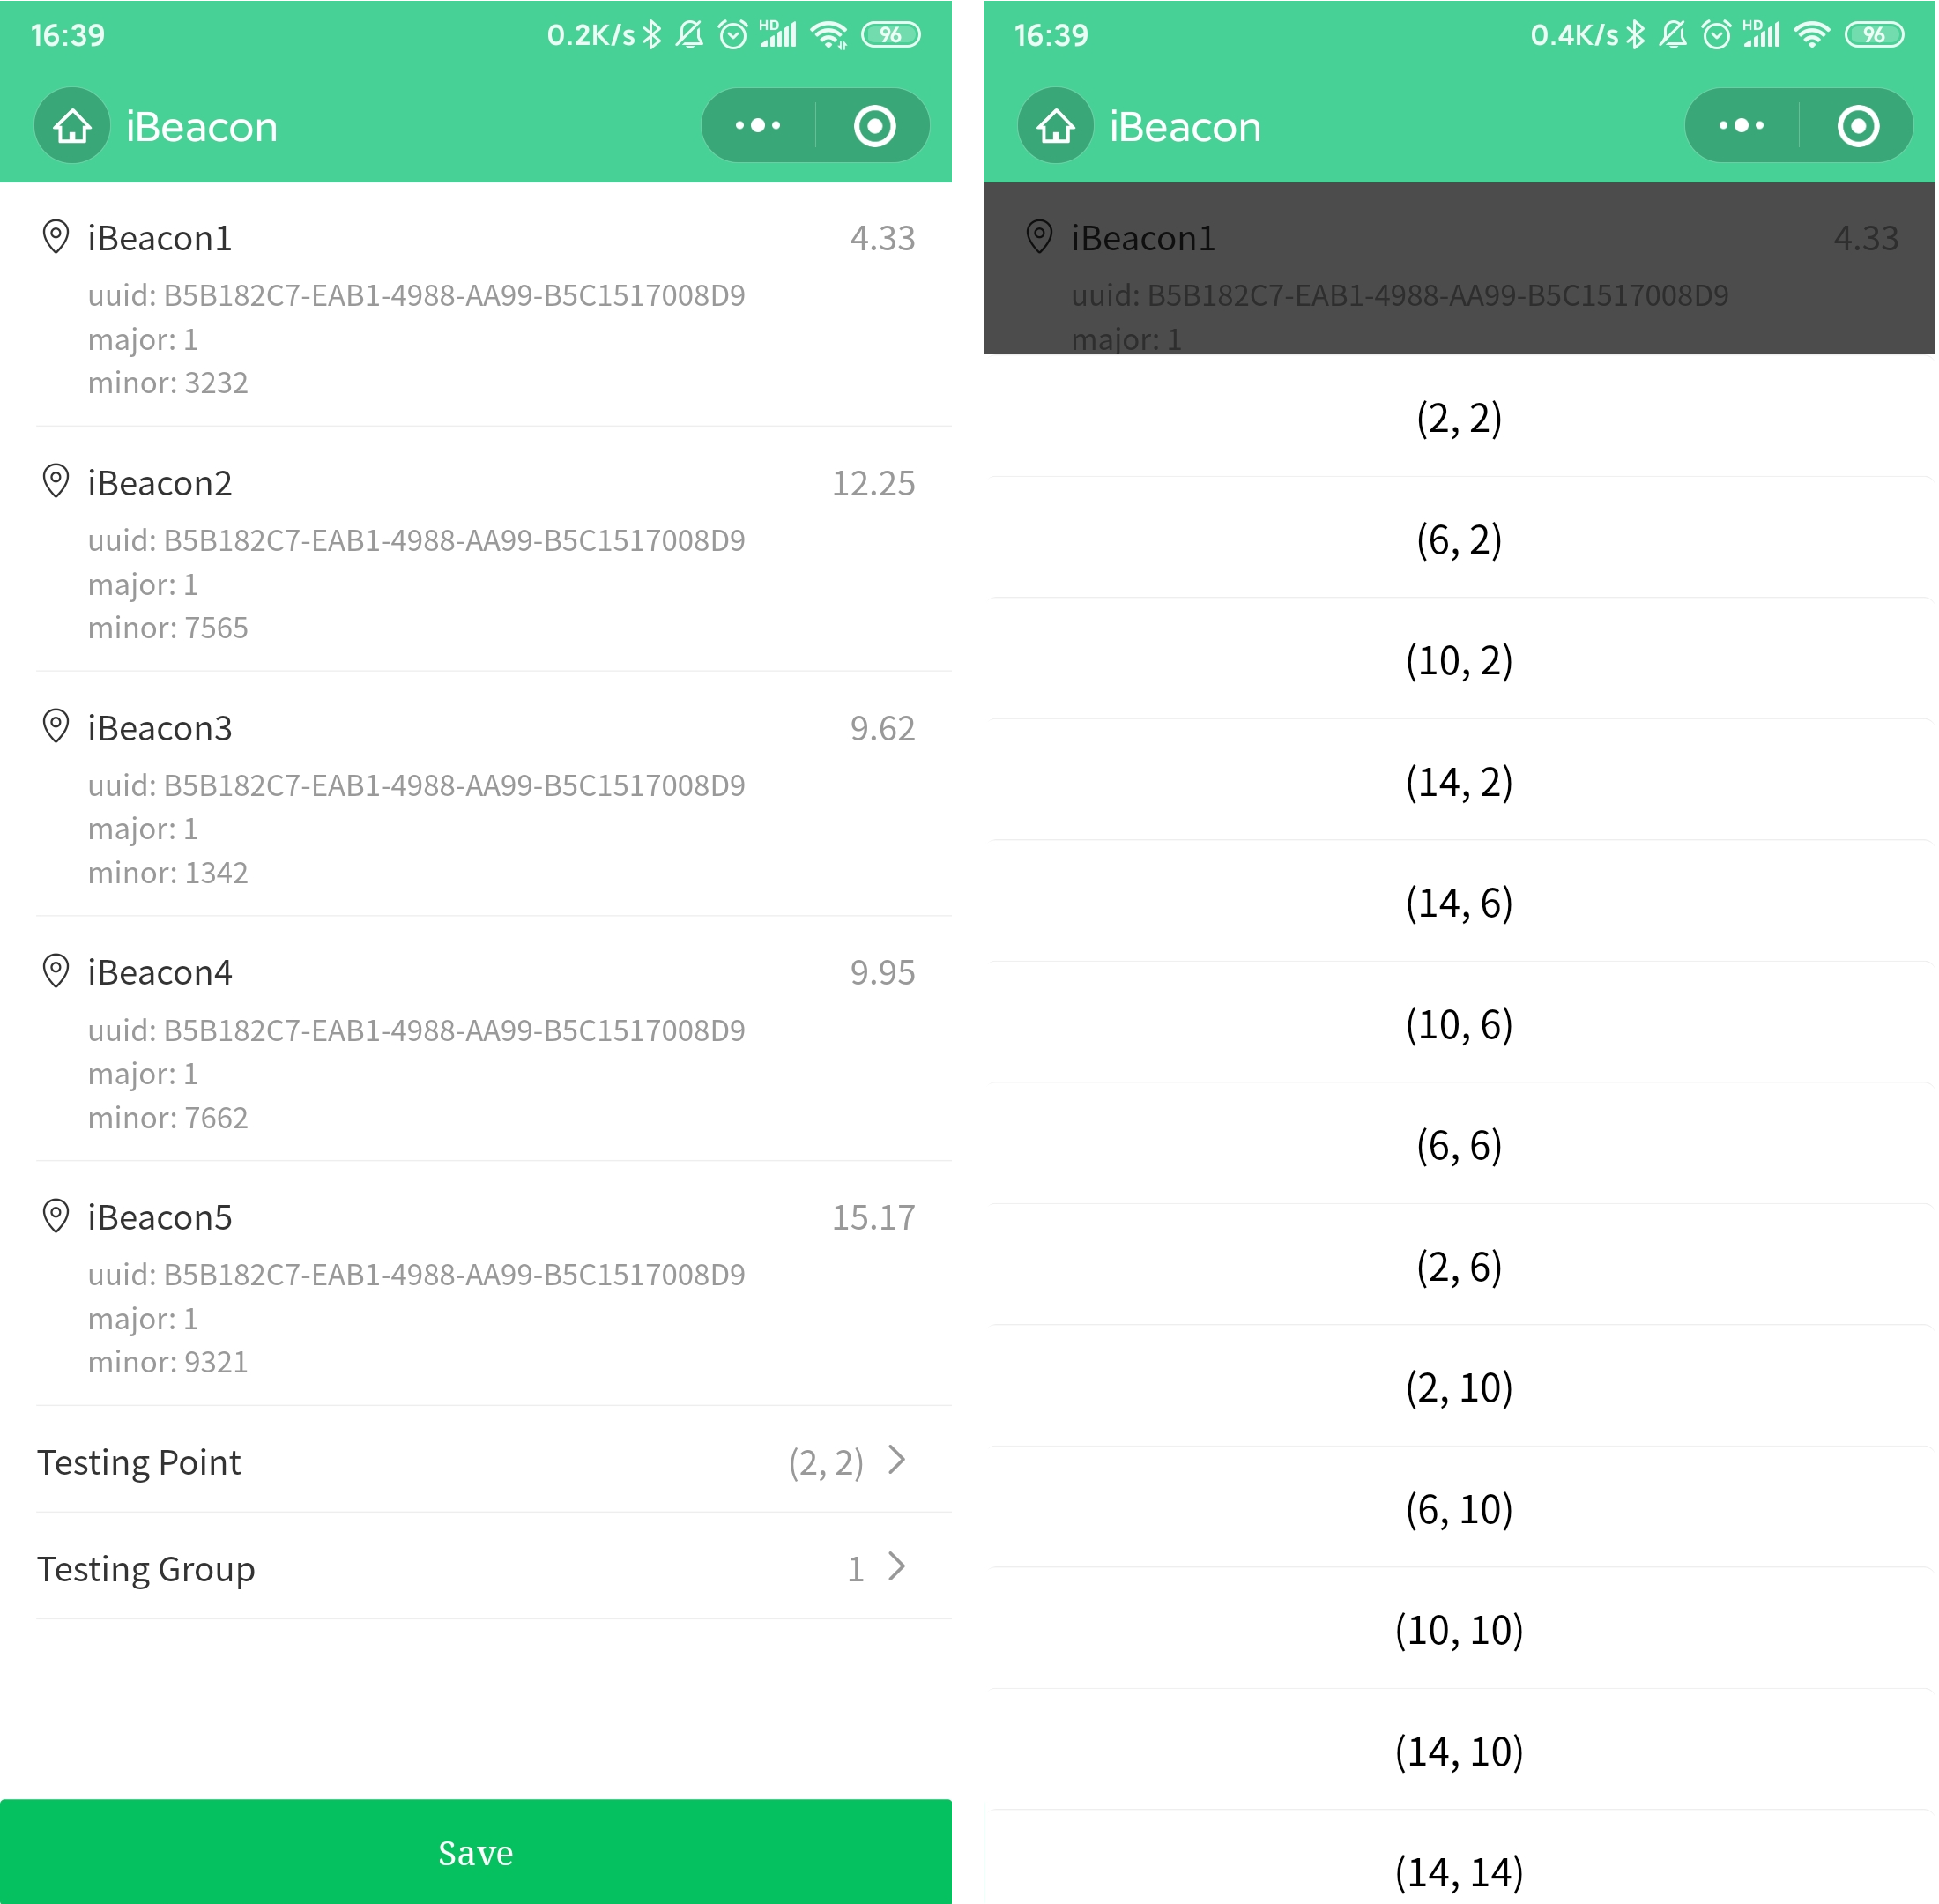 16:39 0.2K/s HD 96
iBeacon
iBeacon1 4.33
uuid: B5B182C7-EAB1-4988-AA99-B5C1517008D9
major: 1
minor: 3232
iBeacon2 12.25
uuid: B5B182C7-EAB1-4988-AA99-B5C1517008D9
major: 1
minor: 7565
iBeacon3 9.62
uuid: B5B182C7-EAB1-4988-AA99-B5C1517008D9
major: 1
minor: 1342
iBeacon4 9.95
uuid: B5B182C7-EAB1-4988-AA99-B5C1517008D9
major: 1
minor: 7662
iBeacon5 15.17
uuid: B5B182C7-EAB1-4988-AA99-B5C1517008D9
major: 1
minor: 9321
Testing Point (2, 2)
Testing Group 1
Save
16:39 0.4K/s HD 96
iBeacon
iBeacon1 4.33
uuid: B5B182C7-EAB1-4988-AA99-B5C1517008D9
major: 1
(2, 2)
(6, 2)
(10, 2)
(14, 2)
(14, 6)
(10, 6)
(6, 6)
(2, 6)
(2, 10)
(6, 10)
(10, 10)
(14, 10)
(14, 14)